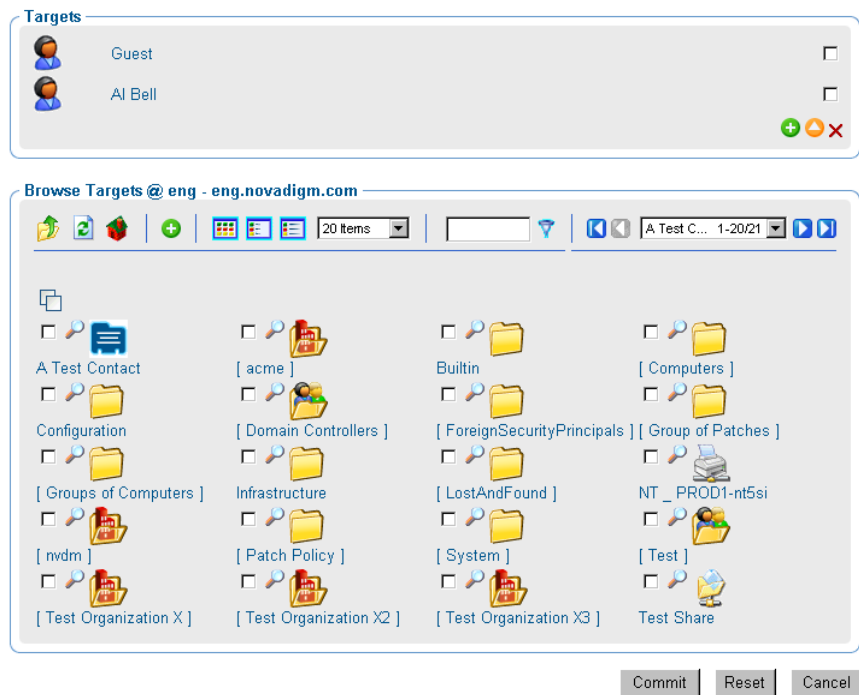 Targets
Guest
Al Bell
Browse Targets @ eng - eng.novadigm.com
20 Items
A Test C... 1-20/21
A Test Contact [ acme ] Builtin [ Computers ]
Configuration [ Domain Controllers ] [ ForeignSecurityPrincipals ] [ Group of Patches ]
[ Groups of Computers ] Infrastructure [ LostAndFound ] NT _ PROD1-nt5si
[ nvdm ] [ Patch Policy ] [ System ] [ Test ]
[ Test Organization X ] [ Test Organization X2 ] [ Test Organization X3 ] Test Share
Commit Reset Cancel